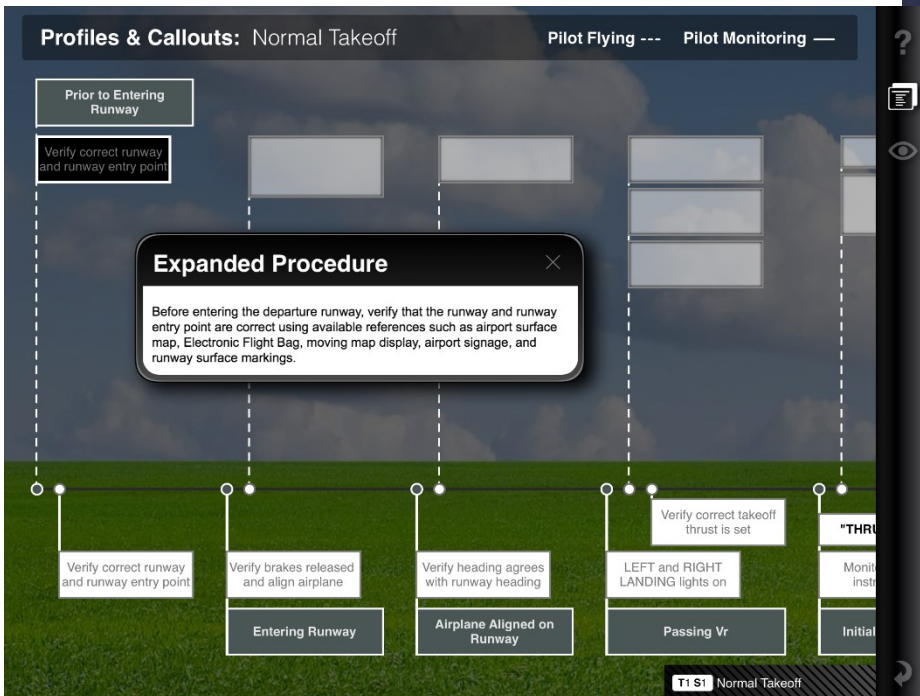 Profiles & Callouts: Normal Takeoff
Pilot Flying --- Pilot Monitoring —
?
Prior to Entering
Runway
Verify correct runway
and runway entry point
Expanded Procedure
Before entering the departure runway, verify that the runway and runway
entry point are correct using available references such as airport surface
map, Electronic Flight Bag, moving map display, airport signage, and
runway surface markings.
Verify correct runway
and runway entry point
Verify brakes released
and align airplane
Entering Runway
Verify heading agrees
with runway heading
Airplane Aligned on
Runway
Verify correct takeoff
thrust is set
LEFT and RIGHT
LANDING lights on
Passing Vr
"THRU
Monit
instr
Initial
T1 S1 Normal Takeoff